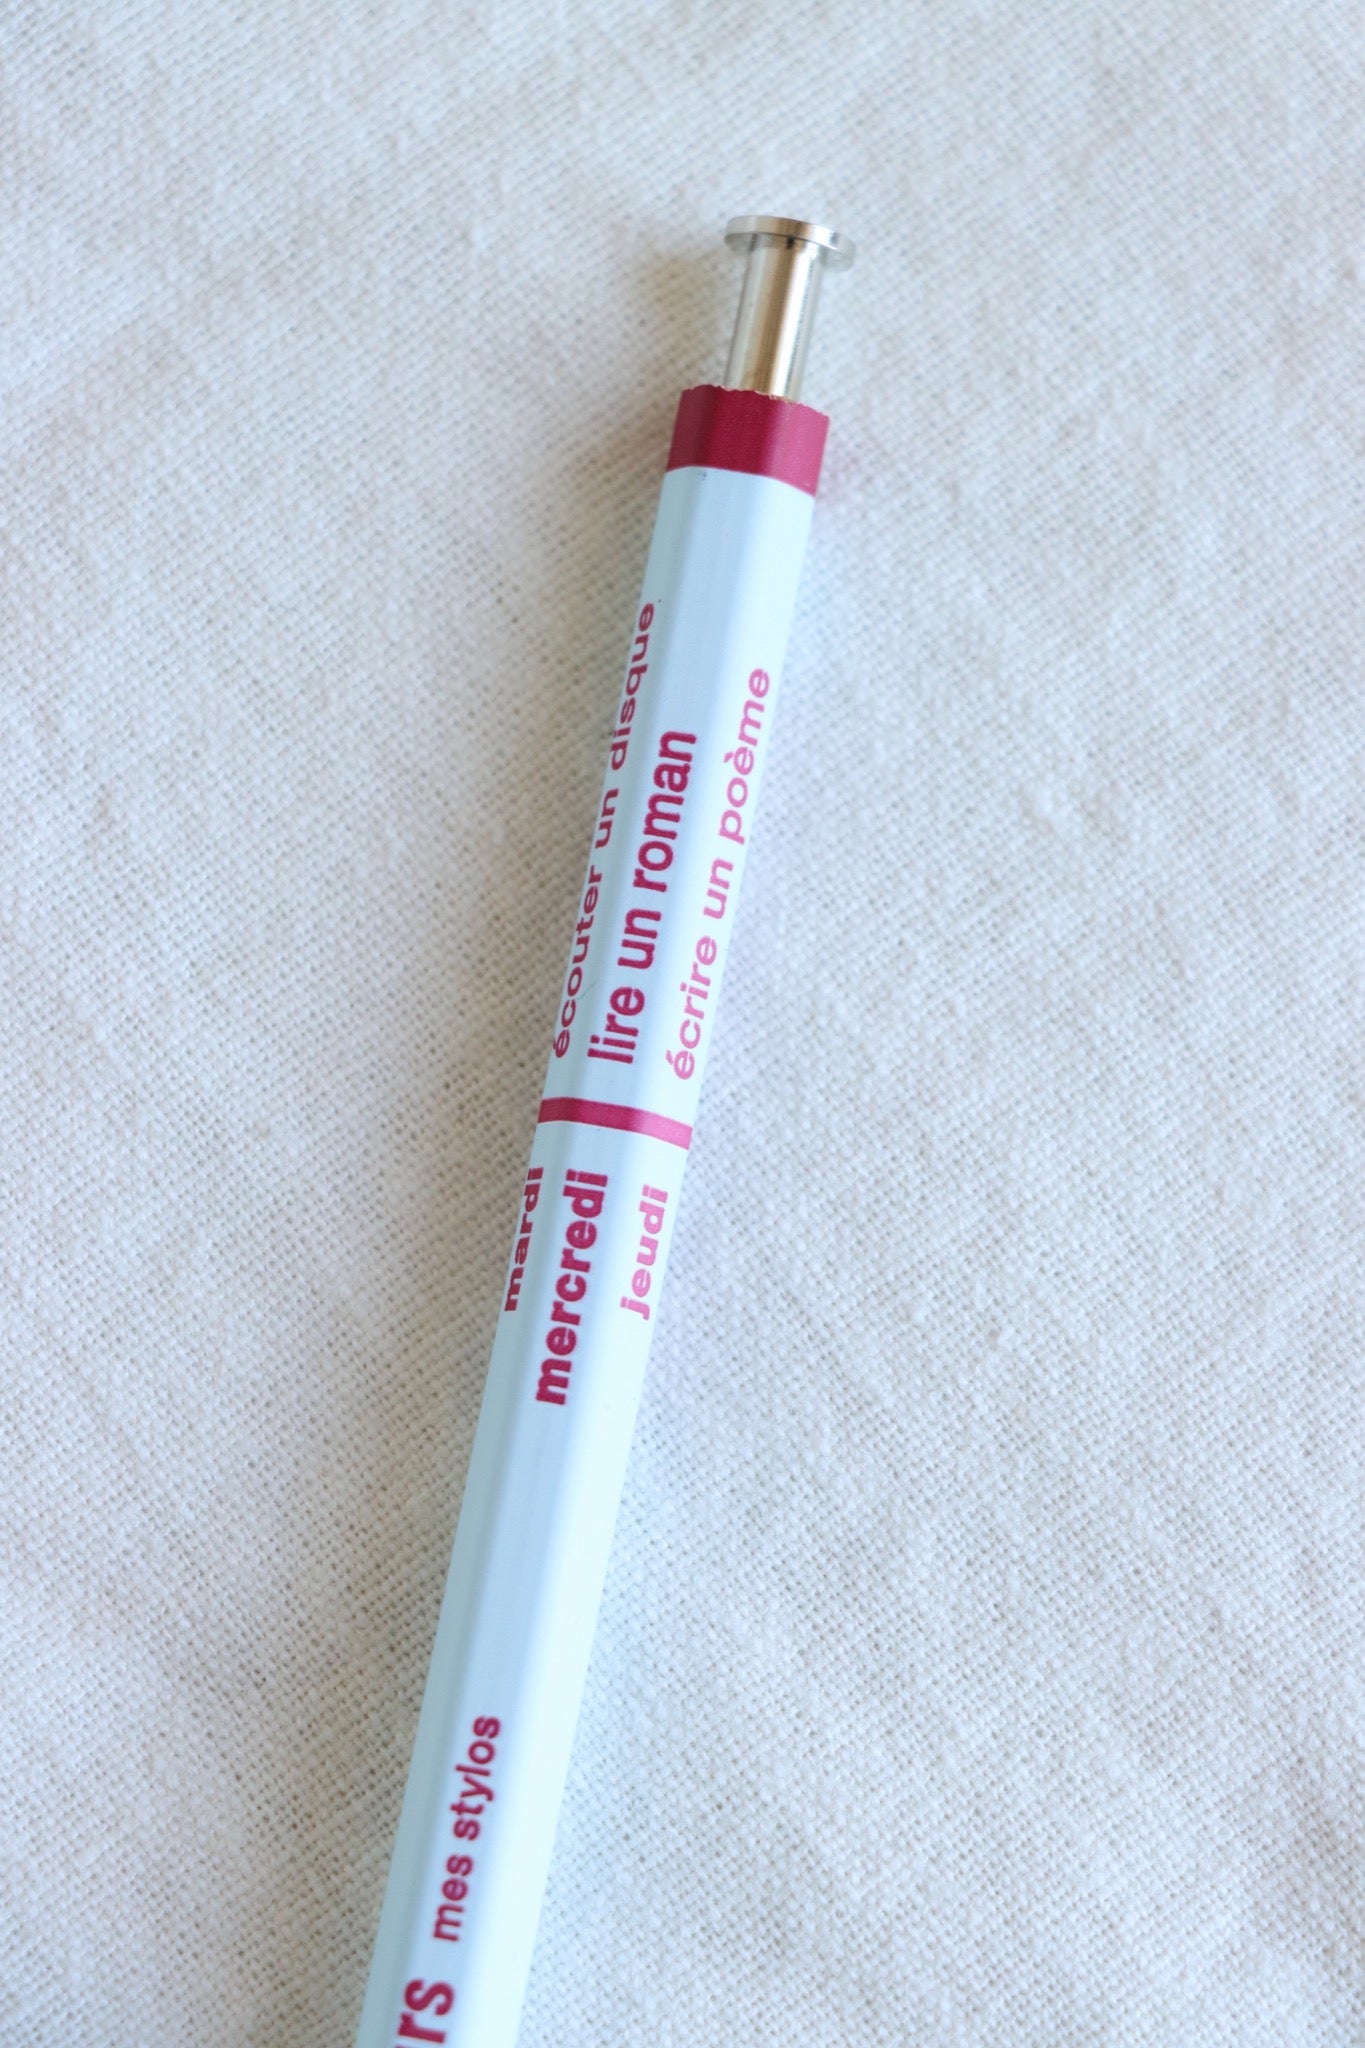 mardi écouter un disque
mercredi lire un roman
jeudi écrire un poème
mes stylos